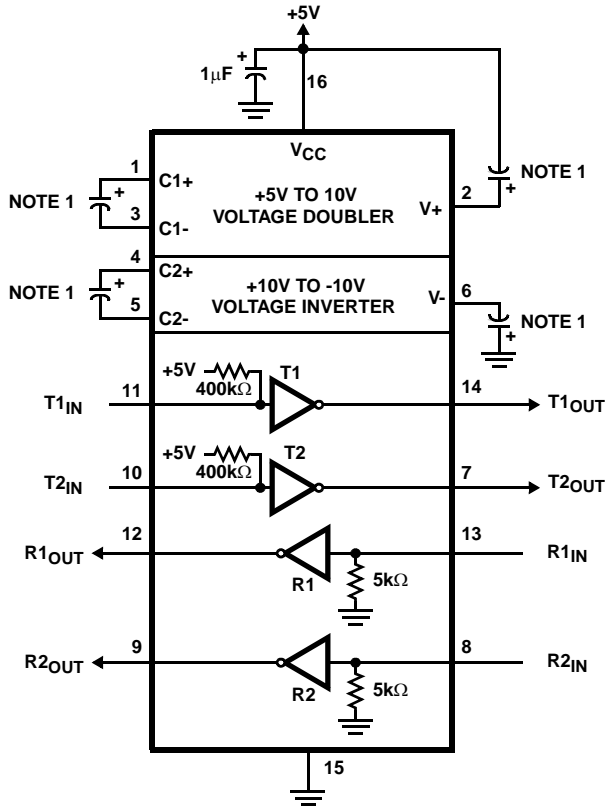 +5V
+
1µF
16
VCC
1
C1+
NOTE 1
+
+5V TO 10V
VOLTAGE DOUBLER
V+
2
NOTE 1
+
3
C1-
4
C2+
NOTE 1
+
+10V TO -10V
VOLTAGE INVERTER
V-
6
NOTE 1
+
5
C2-
+5V
400kΩ
T1
T1IN
11
14
T1OUT
+5V
400kΩ
T2
T2IN
10
7
T2OUT
R1OUT
12
R1
5kΩ
13
R1IN
R2OUT
9
R2
5kΩ
8
R2IN
15